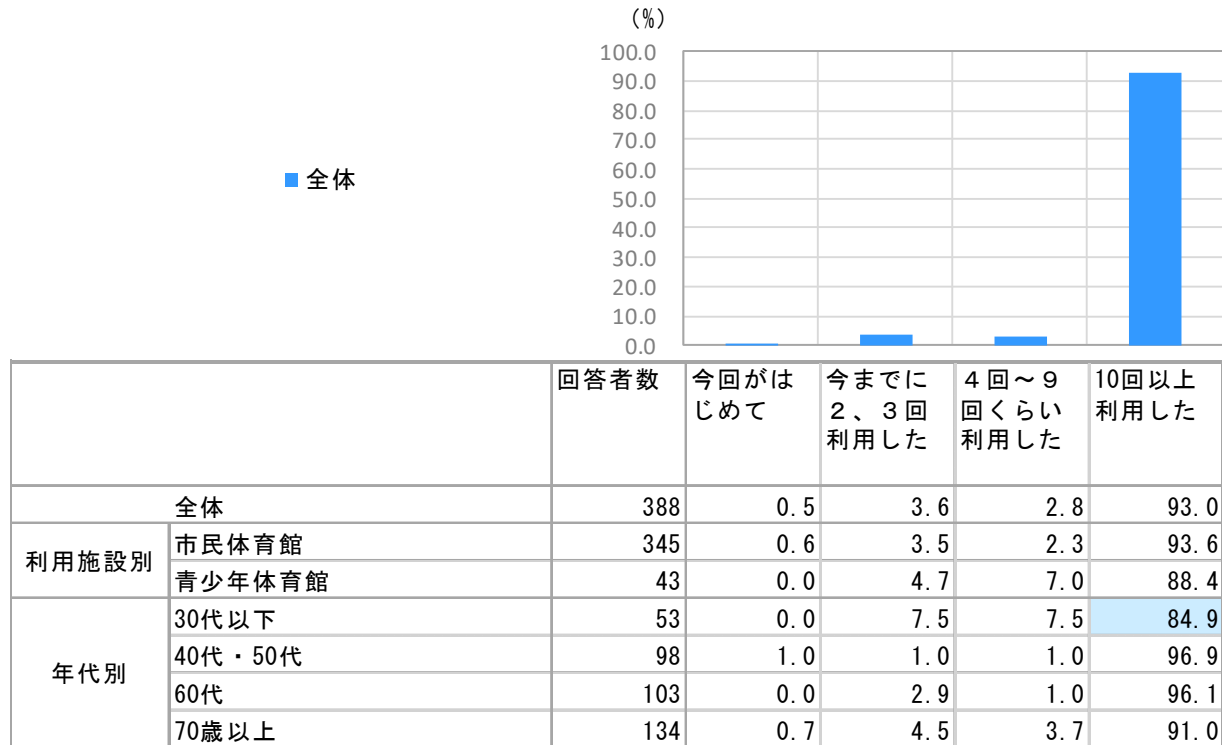 (%)
100.0
90.0
80.0
70.0
60.0
50.0
40.0
30.0
20.0
10.0
0.0
全体
回答者数 今回がはじめて 今までに２、３回利用した ４回～９回くらい利用した 10回以上利用した
全体 388 0.5 3.6 2.8 93.0
利用施設別
市民体育館 345 0.6 3.5 2.3 93.6
青少年体育館 43 0.0 4.7 7.0 88.4
年代別
30代以下 53 0.0 7.5 7.5 84.9
40代・50代 98 1.0 1.0 1.0 96.9
60代 103 0.0 2.9 1.0 96.1
70歳以上 134 0.7 4.5 3.7 91.0